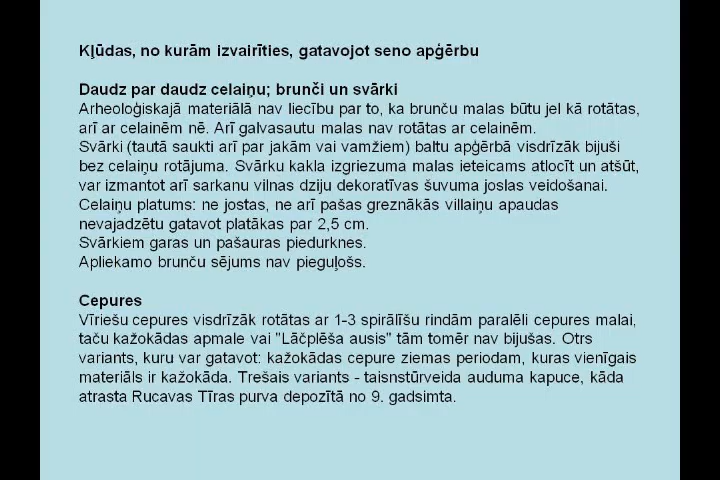 Kļūdas, no kurām izvairīties, gatavojot seno apģērbu
Daudz par daudz celaiņu; brunči un svārki
Arheoloģiskajā materiālā nav liecību par to, ka brunču malas būtu jel kā rotātas,
arī ar celainēm nē. Arī galvasautu malas nav rotātas ar celainēm.
Svārki (tautā saukti arī par jakām vai vamžiem) baltu apģērbā visdrīzāk bijuši
bez celaiņu rotājuma. Svārku kakla izgriezuma malas ieteicams atlocīt un atšūt,
var izmantot arī sarkanu vilnas dziju dekoratīvas šuvuma joslas veidošanai.
Celaiņu platums: ne jostas, ne arī pašas greznākās villaiņu apaudas
nevajadzētu gatavot platākas par 2,5 cm.
Svārkiem garas un pašauras piedurknes.
Apliekamo brunču sējums nav pieguļošs.
Cepures
Vīriešu cepures visdrīzāk rotātas ar 1-3 spirālīšu rindām paralēli cepures malai,
taču kažokādas apmale vai "Lāčplēša ausis" tām tomēr nav bijušas. Otrs
variants, kuru var gatavot: kažokādas cepure ziemas periodam, kuras vienīgais
materiāls ir kažokāda. Trešais variants - taisnstūrveida auduma kapuce, kāda
atrasta Rucavas Tīras purva depozītā no 9. gadsimta.